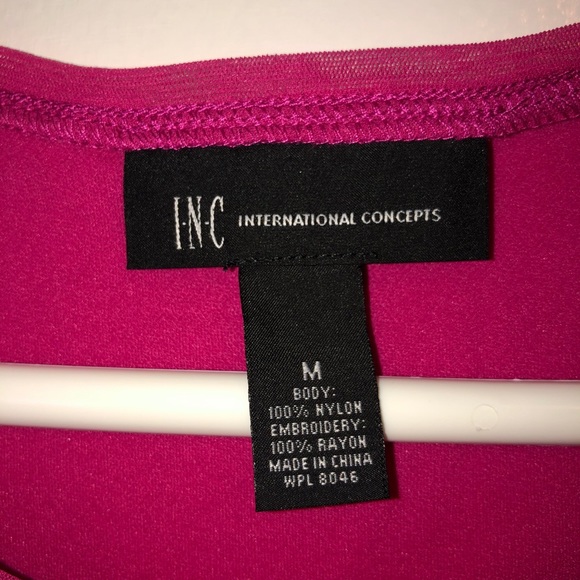 I·N·C INTERNATIONAL CONCEPTS
M
BODY:
100% NYLON
EMBROIDERY:
100% RAYON
MADE IN CHINA
WPL 8046